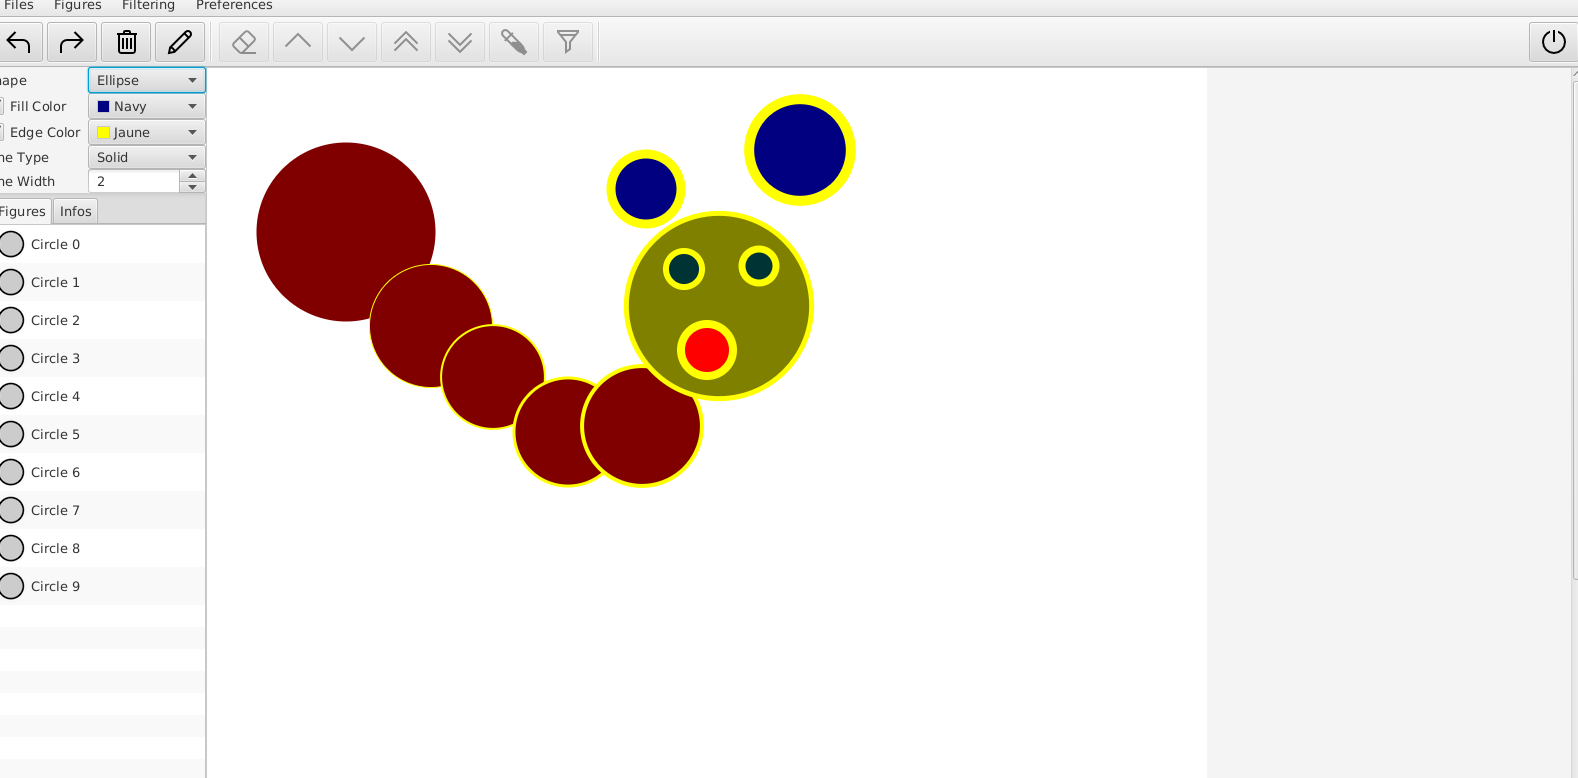 Files Figures Filtering Preferences
ape Ellipse
Fill Color Navy
Edge Color Jaune
ne Type Solid
ne Width 2
Figures Infos
Circle 0
Circle 1
Circle 2
Circle 3
Circle 4
Circle 5
Circle 6
Circle 7
Circle 8
Circle 9